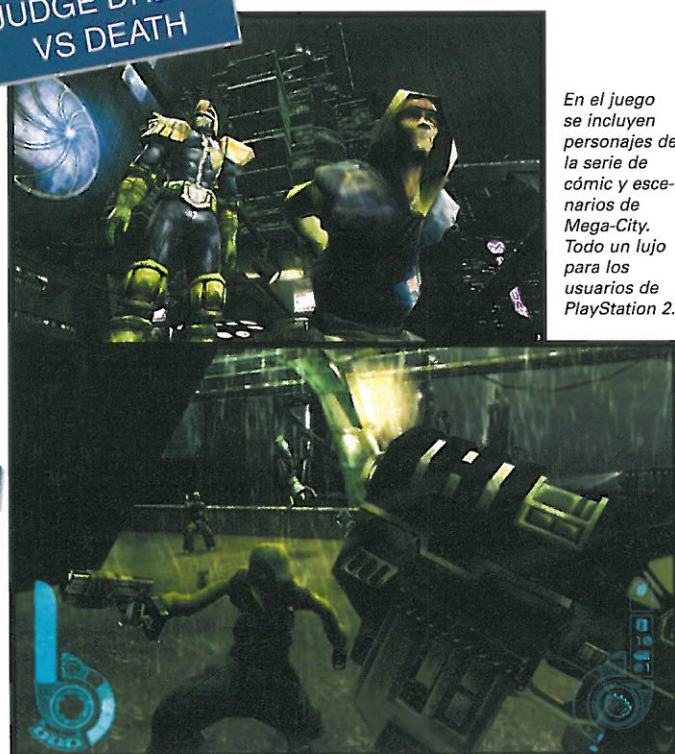 JUDGE
VS DEATH
En el juego
se incluyen
personajes de
la serie de
cómic y esce-
narios de
Mega-City.
Todo un lujo
para los
usuarios de
PlayStation 2.